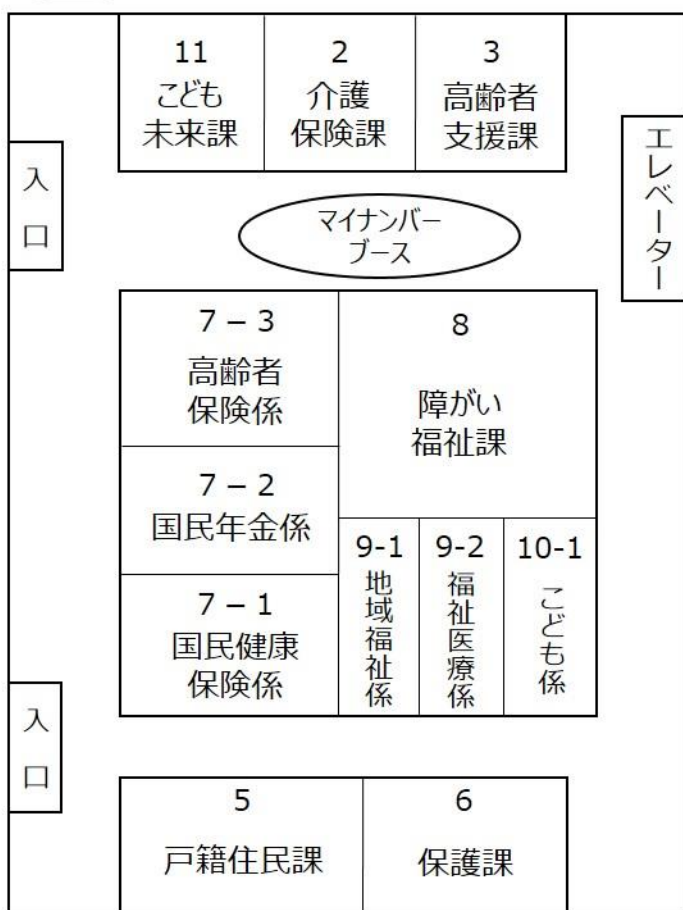 11
こども
未来課
2
介護
保険課
3
高齢者
支援課
エレベーター
入口
マイナンバー
ブース
7－3
高齢者
保険係
8
障がい
福祉課
7－2
国民年金係
9-1
地域福祉係
9-2
福祉医療係
10-1
こども係
7－1
国民健康
保険係
入口
5
戸籍住民課
6
保護課